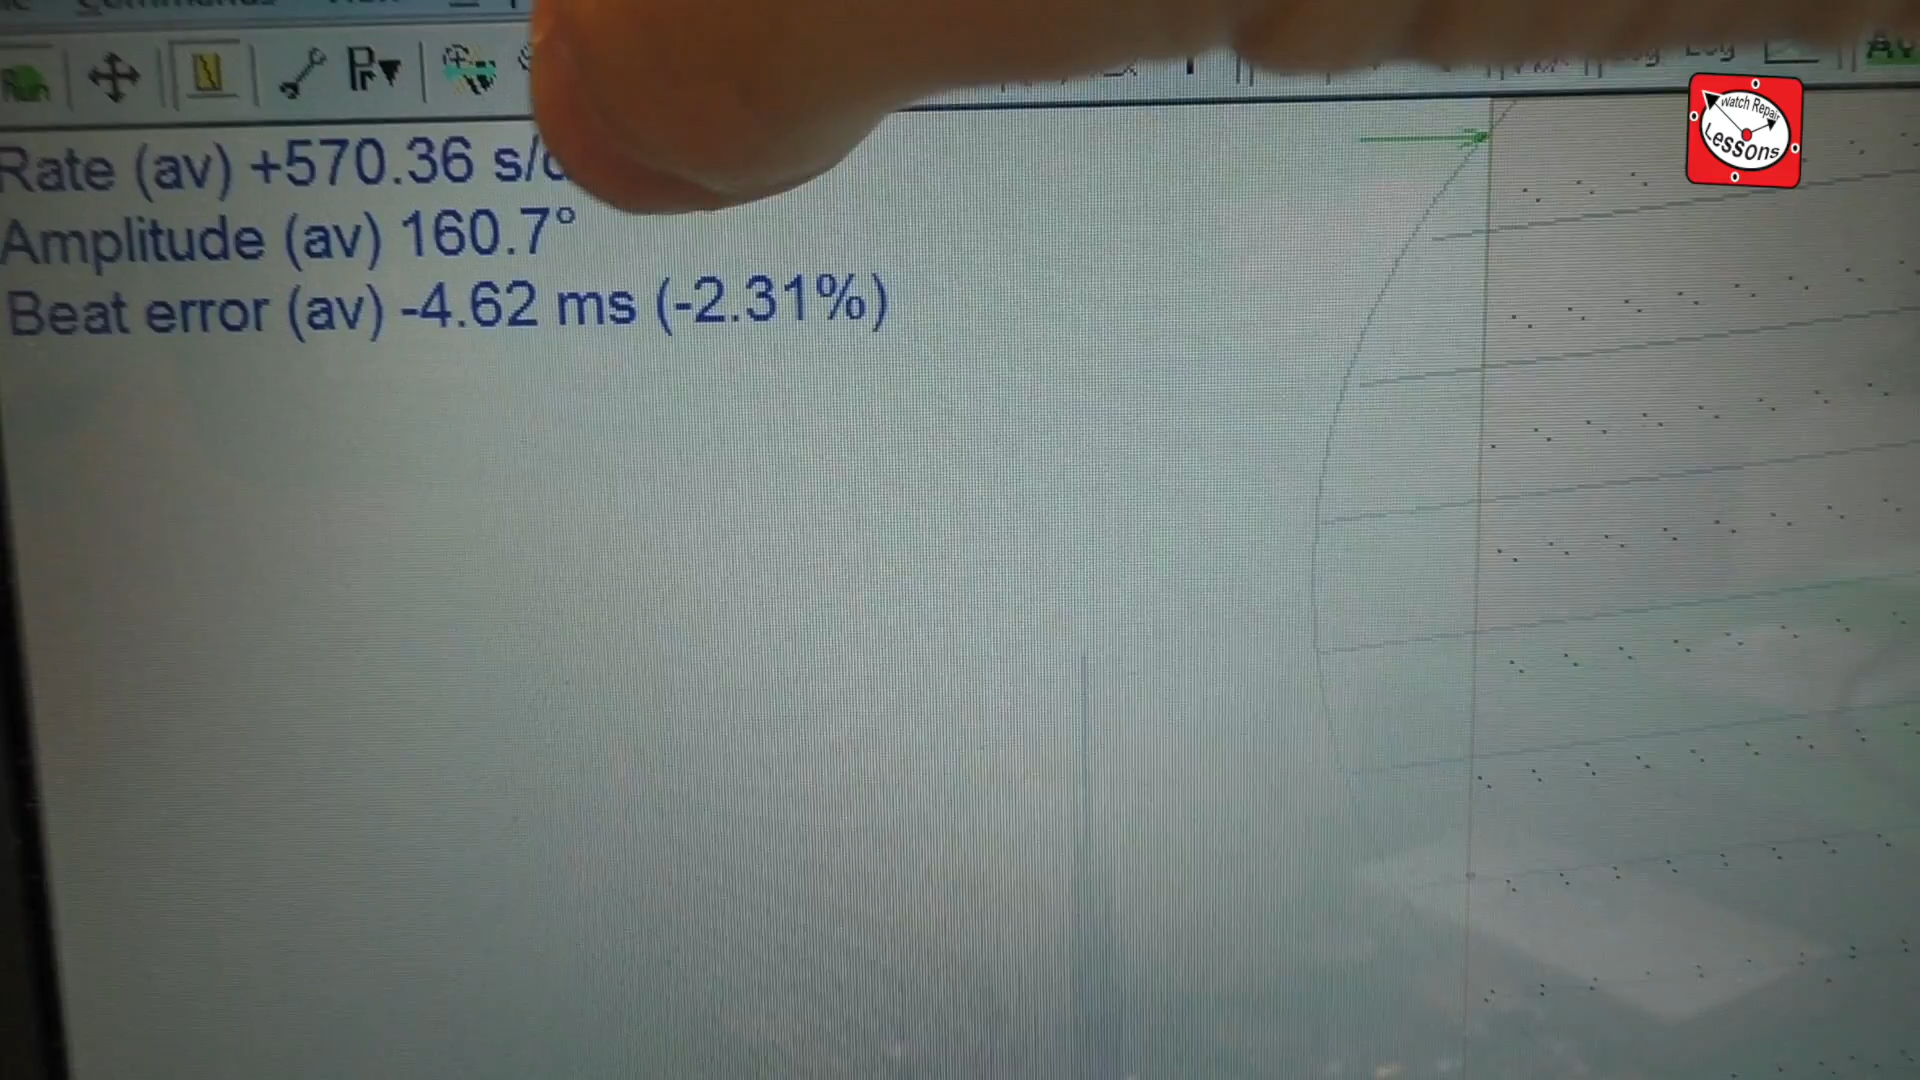 Run
Rate (av) +570.36 s/
Amplitude (av) 160.7°
Beat error (av) -4.62 ms (-2.31%)
Watch Repair
Lessons